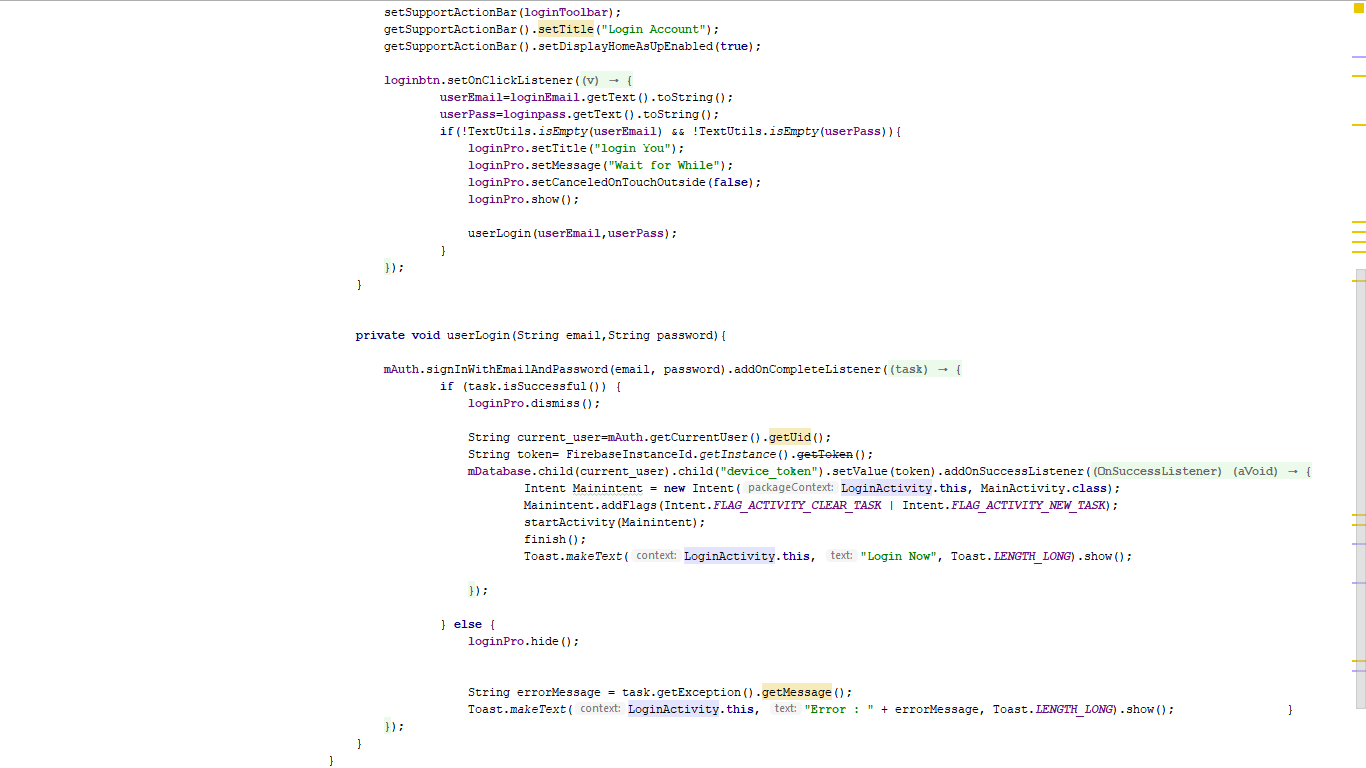 setSupportActionBar(loginToolbar);
getSupportActionBar().setTitle("Login Account");
getSupportActionBar().setDisplayHomeAsUpEnabled(true);
loginbtn.setOnClickListener((v) → {
userEmail=loginEmail.getText().toString();
userPass=loginpass.getText().toString();
if(!TextUtils.isEmpty(userEmail) && !TextUtils.isEmpty(userPass)){
loginPro.setTitle("login You");
loginPro.setMessage("Wait for While");
loginPro.setCanceledOnTouchOutside(false);
loginPro.show();
userLogin(userEmail,userPass);
}
});
}
private void userLogin(String email,String password){
mAuth.signInWithEmailAndPassword(email, password).addOnCompleteListener((task) → {
if (task.isSuccessful()) {
loginPro.dismiss();
String current_user=mAuth.getCurrentUser().getUid();
String token= FirebaseInstanceId.getInstance().getToken();
mDatabase.child(current_user).child("device_token").setValue(token).addOnSuccessListener((OnSuccessListener) (aVoid) → {
Intent Mainintent = new Intent( packageContext: LoginActivity.this, MainActivity.class);
Mainintent.addFlags(Intent.FLAG_ACTIVITY_CLEAR_TASK | Intent.FLAG_ACTIVITY_NEW_TASK);
startActivity(Mainintent);
finish();
Toast.makeText( context: LoginActivity.this, text: "Login Now", Toast.LENGTH_LONG).show();
});
} else {
loginPro.hide();
String errorMessage = task.getException().getMessage();
Toast.makeText( context: LoginActivity.this, text: "Error : " + errorMessage, Toast.LENGTH_LONG).show(); }
});
}
}